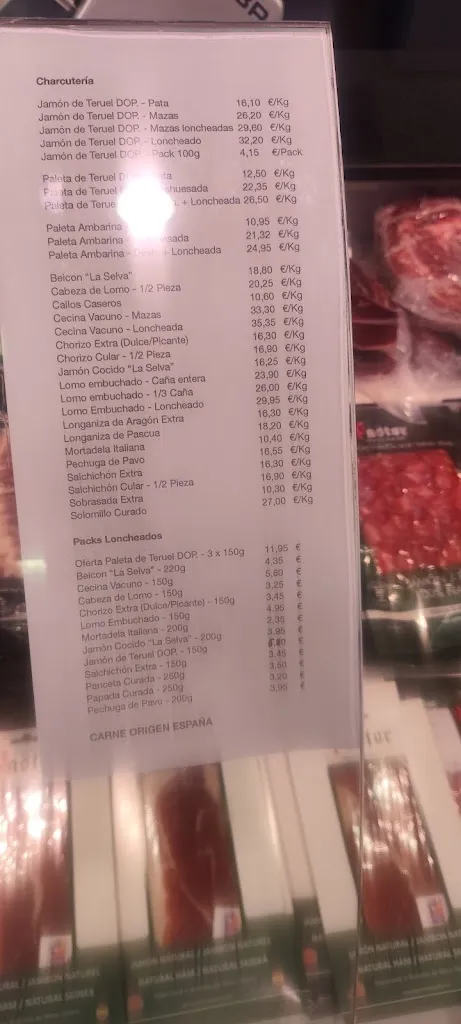 Charcutería
Jamón de Teruel DOP. - Pata 16,10 €/Kg
Jamón de Teruel DOP. - Mazas 26,20 €/Kg
Jamón de Teruel DOP. - Mazas loncheadas 29,60 €/Kg
Jamón de Teruel DOP. - Loncheado 32,20 €/Kg
Jamón de Teruel DOP. - Pack 100g 4,15 €/Pack
Paleta de Teruel 12,50 €/Kg
Paleta de Teruel 22,35 €/Kg
Paleta de Teruel + Loncheada 26,50 €/Kg
Paleta Ambarina 10,95 €/Kg
Paleta Ambarina 21,32 €/Kg
Paleta Ambarina + Loncheada 24,95 €/Kg
Beicon "La Selva" 18,80 €/Kg
Cabeza de Lomo - 1/2 Pieza 20,25 €/Kg
Callos Caseros 10,60 €/Kg
Cecina Vacuno - Mazas 33,30 €/Kg
Cecina Vacuno - Loncheada 35,35 €/Kg
Chorizo Extra (Dulce/Picante) 16,30 €/Kg
Chorizo Cular - 1/2 Pieza 16,90 €/Kg
Jamón Cocido "La Selva" 16,25 €/Kg
Lomo embuchado - Caña entera 23,90 €/Kg
Lomo embuchado - 1/3 Caña 26,00 €/Kg
Lomo Embuchado - Loncheado 29,95 €/Kg
Longaniza de Aragón Extra 16,30 €/Kg
Longaniza de Pascua 18,20 €/Kg
Mortadela Italiana 10,40 €/Kg
Pechuga de Pavo 16,55 €/Kg
Salchichón Extra 16,30 €/Kg
Salchichón Cular - 1/2 Pieza 16,90 €/Kg
Sobrasada Extra 10,30 €/Kg
Solomillo Curado 27,00 €/Kg
Packs Loncheados
Oferta Paleta de Teruel DOP. - 3 x 150g 11,95 €
Beicon "La Selva" - 220g 4,35 €
Cecina Vacuno - 150g 5,60 €
Cabeza de Lomo - 150g 3,25 €
Chorizo Extra (Dulce/Picante) - 150g 3,45 €
Lomo Embuchado - 150g 4,95 €
Mortadela Italiana - 200g 2,35 €
Jamón Cocido "La Selva" - 200g 3,95 €
Jamón de Teruel DOP. - 150g €
Salchichón Extra - 150g 3,45 €
Panceta Curada - 250g 3,50 €
Papada Curada - 250g 3,20 €
Pechuga de Pavo - 200g 3,95 €
CARNE ORIGEN ESPAÑA
JAMÓN NATURAL / JAMBON NATUREL
NATURAL HAM / NATURAL SKINKA